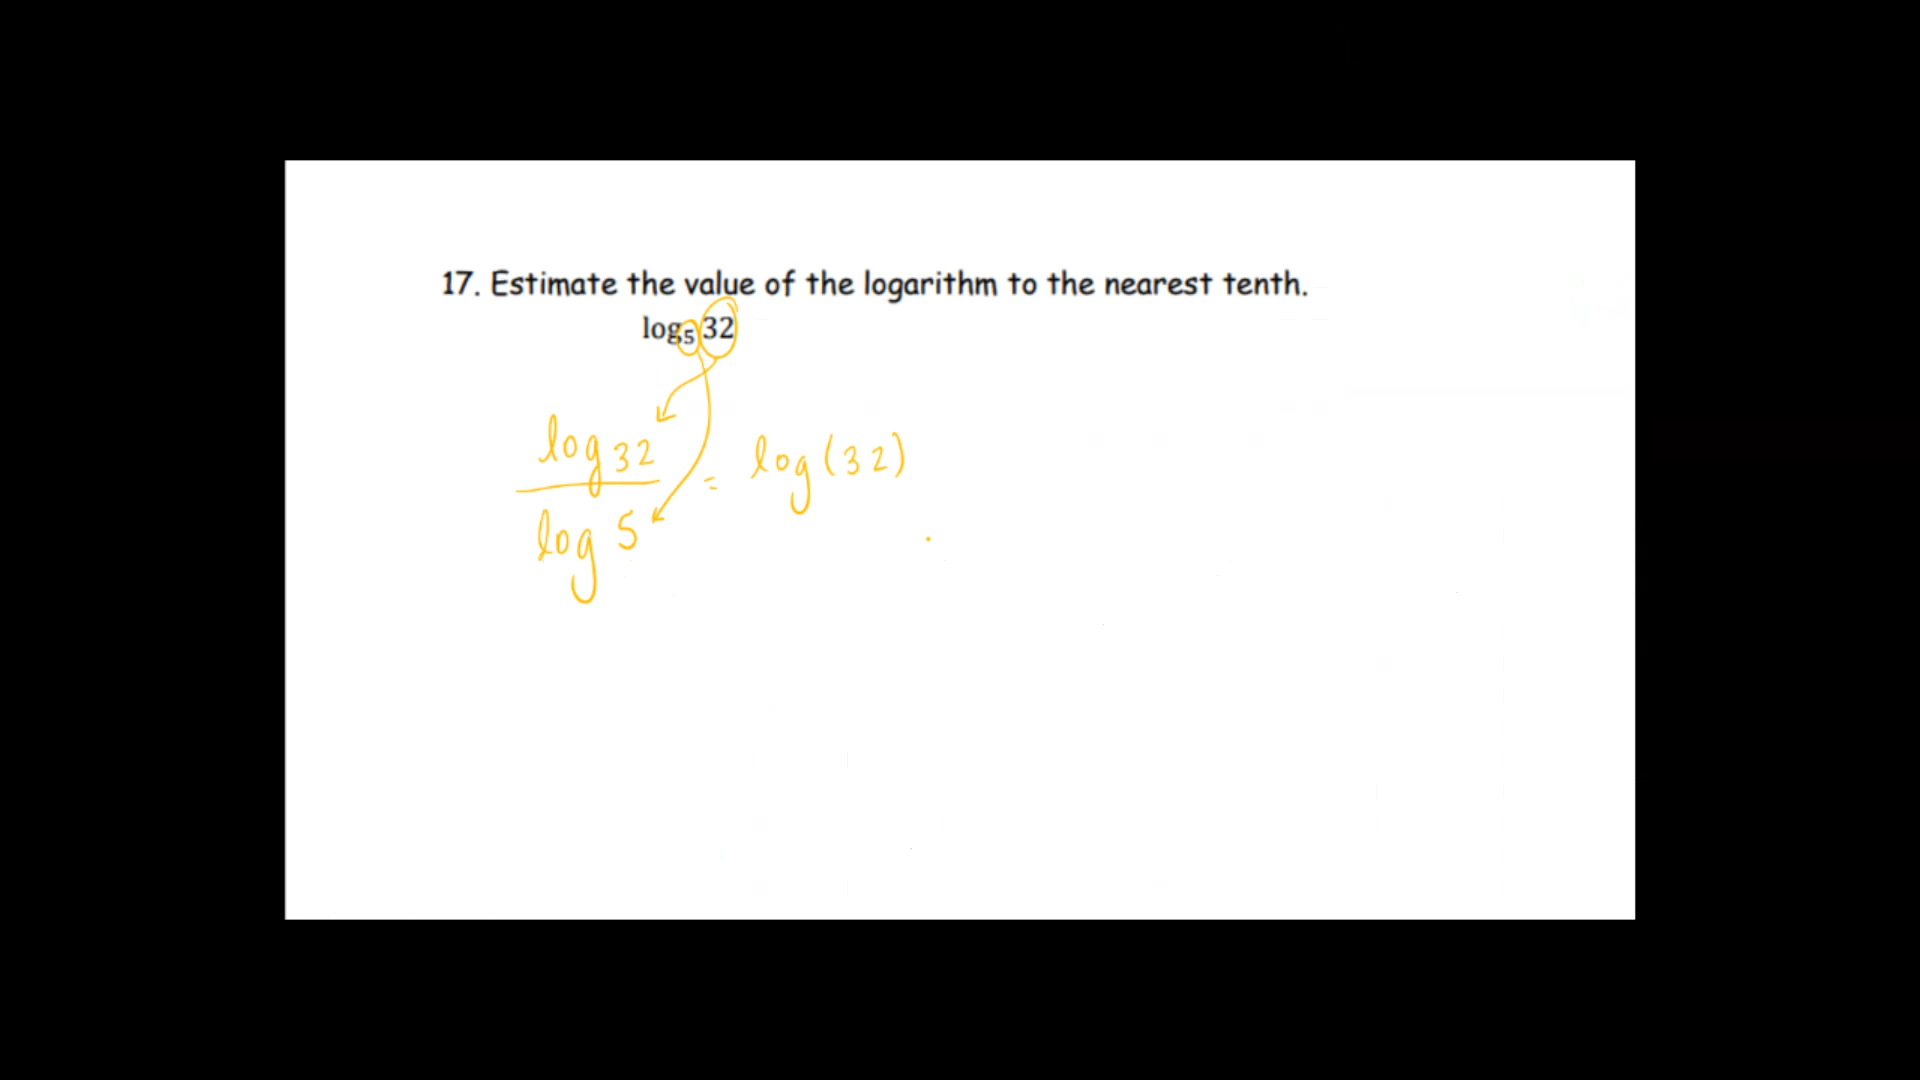 17. Estimate the value of the logarithm to the nearest tenth.
log₅ 32
log 32 = log(32)
log 5